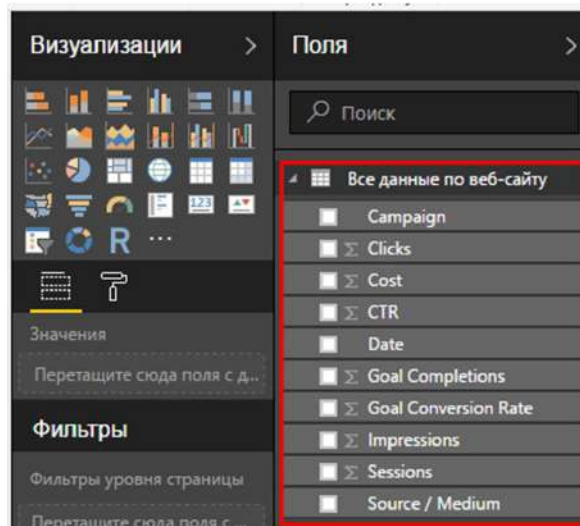 Визуализации
Значения
Перетащите сюда поля с д...
Фильтры
Фильтры уровня страницы
Перетащите сюда поля с ...
Поля
Поиск
Все данные по веб-сайту
Campaign
Σ Clicks
Σ Cost
Σ CTR
Date
Σ Goal Completions
Σ Goal Conversion Rate
Σ Impressions
Σ Sessions
Source / Medium
R
123